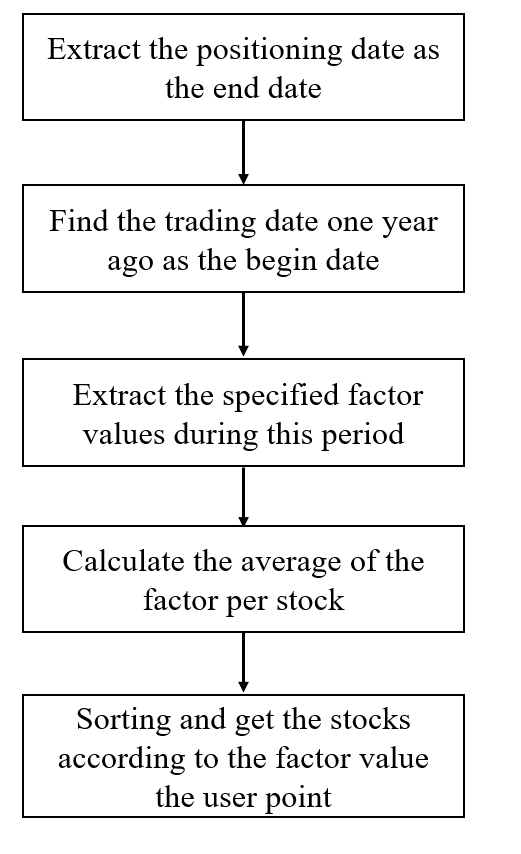 Extract the positioning date as
the end date
Find the trading date one year
ago as the begin date
Extract the specified factor
values during this period
Calculate the average of the
factor per stock
Sorting and get the stocks
according to the factor value
the user point